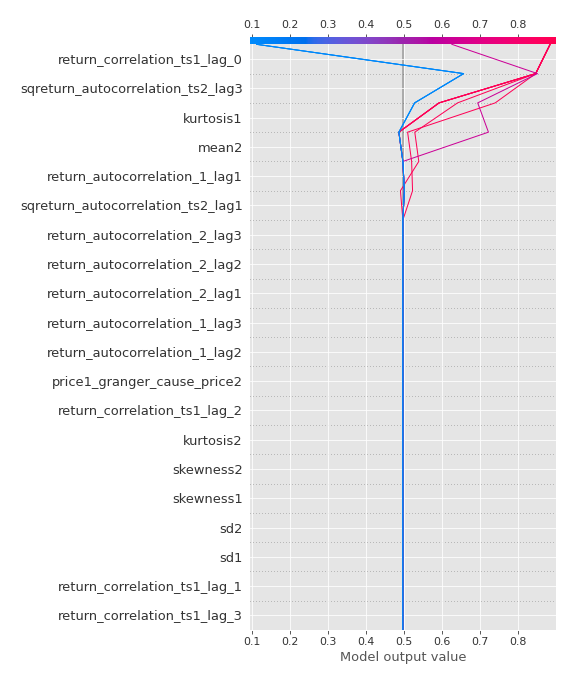 0.1 0.2 0.3 0.4 0.5 0.6 0.7 0.8
return_correlation_ts1_lag_0
sqreturn_autocorrelation_ts2_lag3
kurtosis1
mean2
return_autocorrelation_1_lag1
sqreturn_autocorrelation_ts2_lag1
return_autocorrelation_2_lag3
return_autocorrelation_2_lag2
return_autocorrelation_2_lag1
return_autocorrelation_1_lag3
return_autocorrelation_1_lag2
price1_granger_cause_price2
return_correlation_ts1_lag_2
kurtosis2
skewness2
skewness1
sd2
sd1
return_correlation_ts1_lag_1
return_correlation_ts1_lag_3
0.1 0.2 0.3 0.4 0.5 0.6 0.7 0.8
Model output value